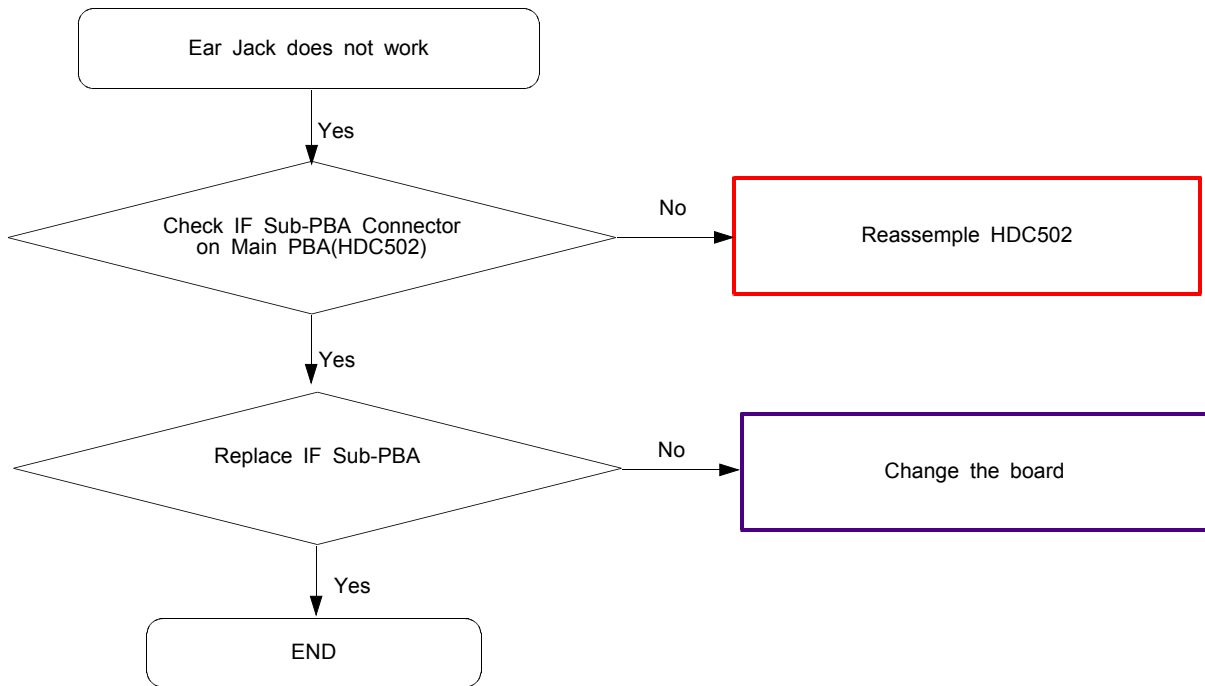 Ear Jack does not work
Yes
Check IF Sub-PBA Connector
on Main PBA(HDC502)
No
Reassemple HDC502
Yes
Replace IF Sub-PBA
No
Change the board
Yes
END